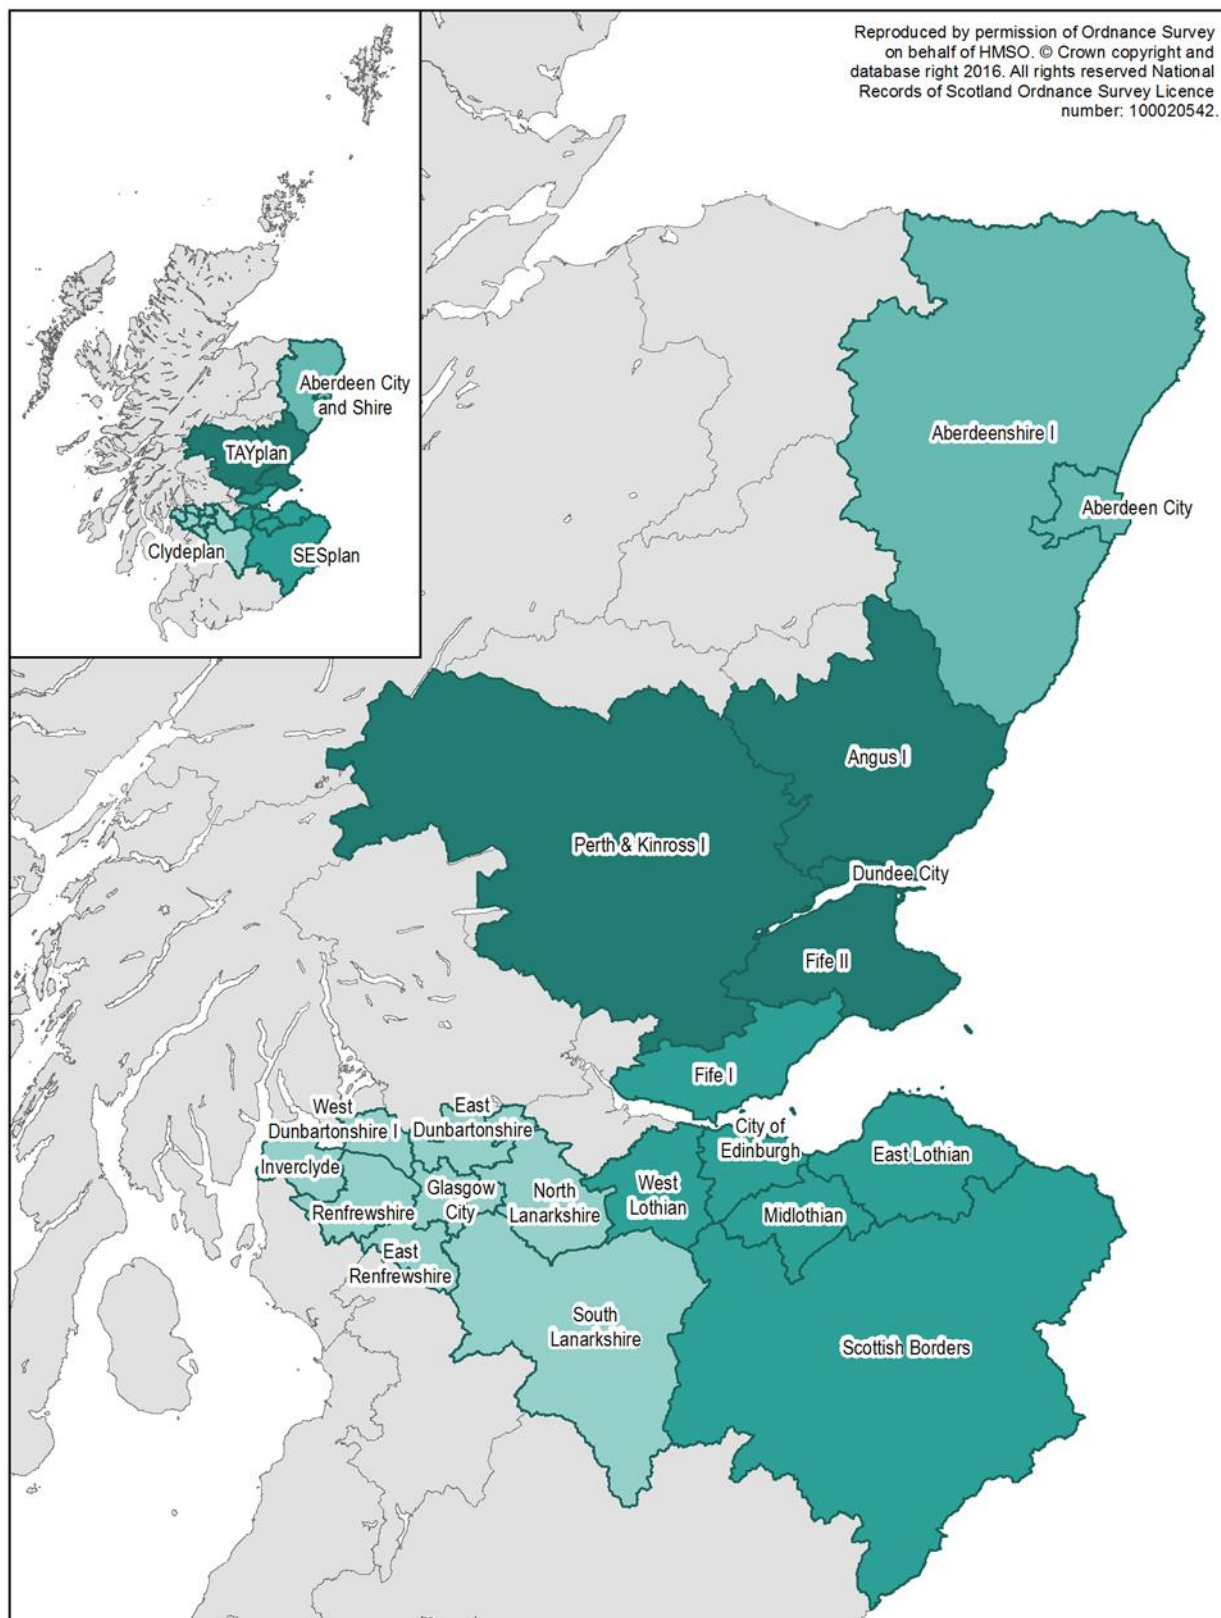 Reproduced by permission of Ordnance Survey
on behalf of HMSO. © Crown copyright and
database right 2016. All rights reserved National
Records of Scotland Ordnance Survey Licence
number: 100020542.
Aberdeen City
and Shire
TAYplan
Clydeplan
SESplan
Aberdeenshire I
Aberdeen City
Angus I
Perth & Kinross I
Dundee City
Fife II
Fife I
West
Dunbartonshire I
East
Dunbartonshire
City of
Edinburgh
East Lothian
Inverclyde
Glasgow
City
North
Lanarkshire
West
Lothian
Renfrewshire
Midlothian
East
Renfrewshire
South
Lanarkshire
Scottish Borders